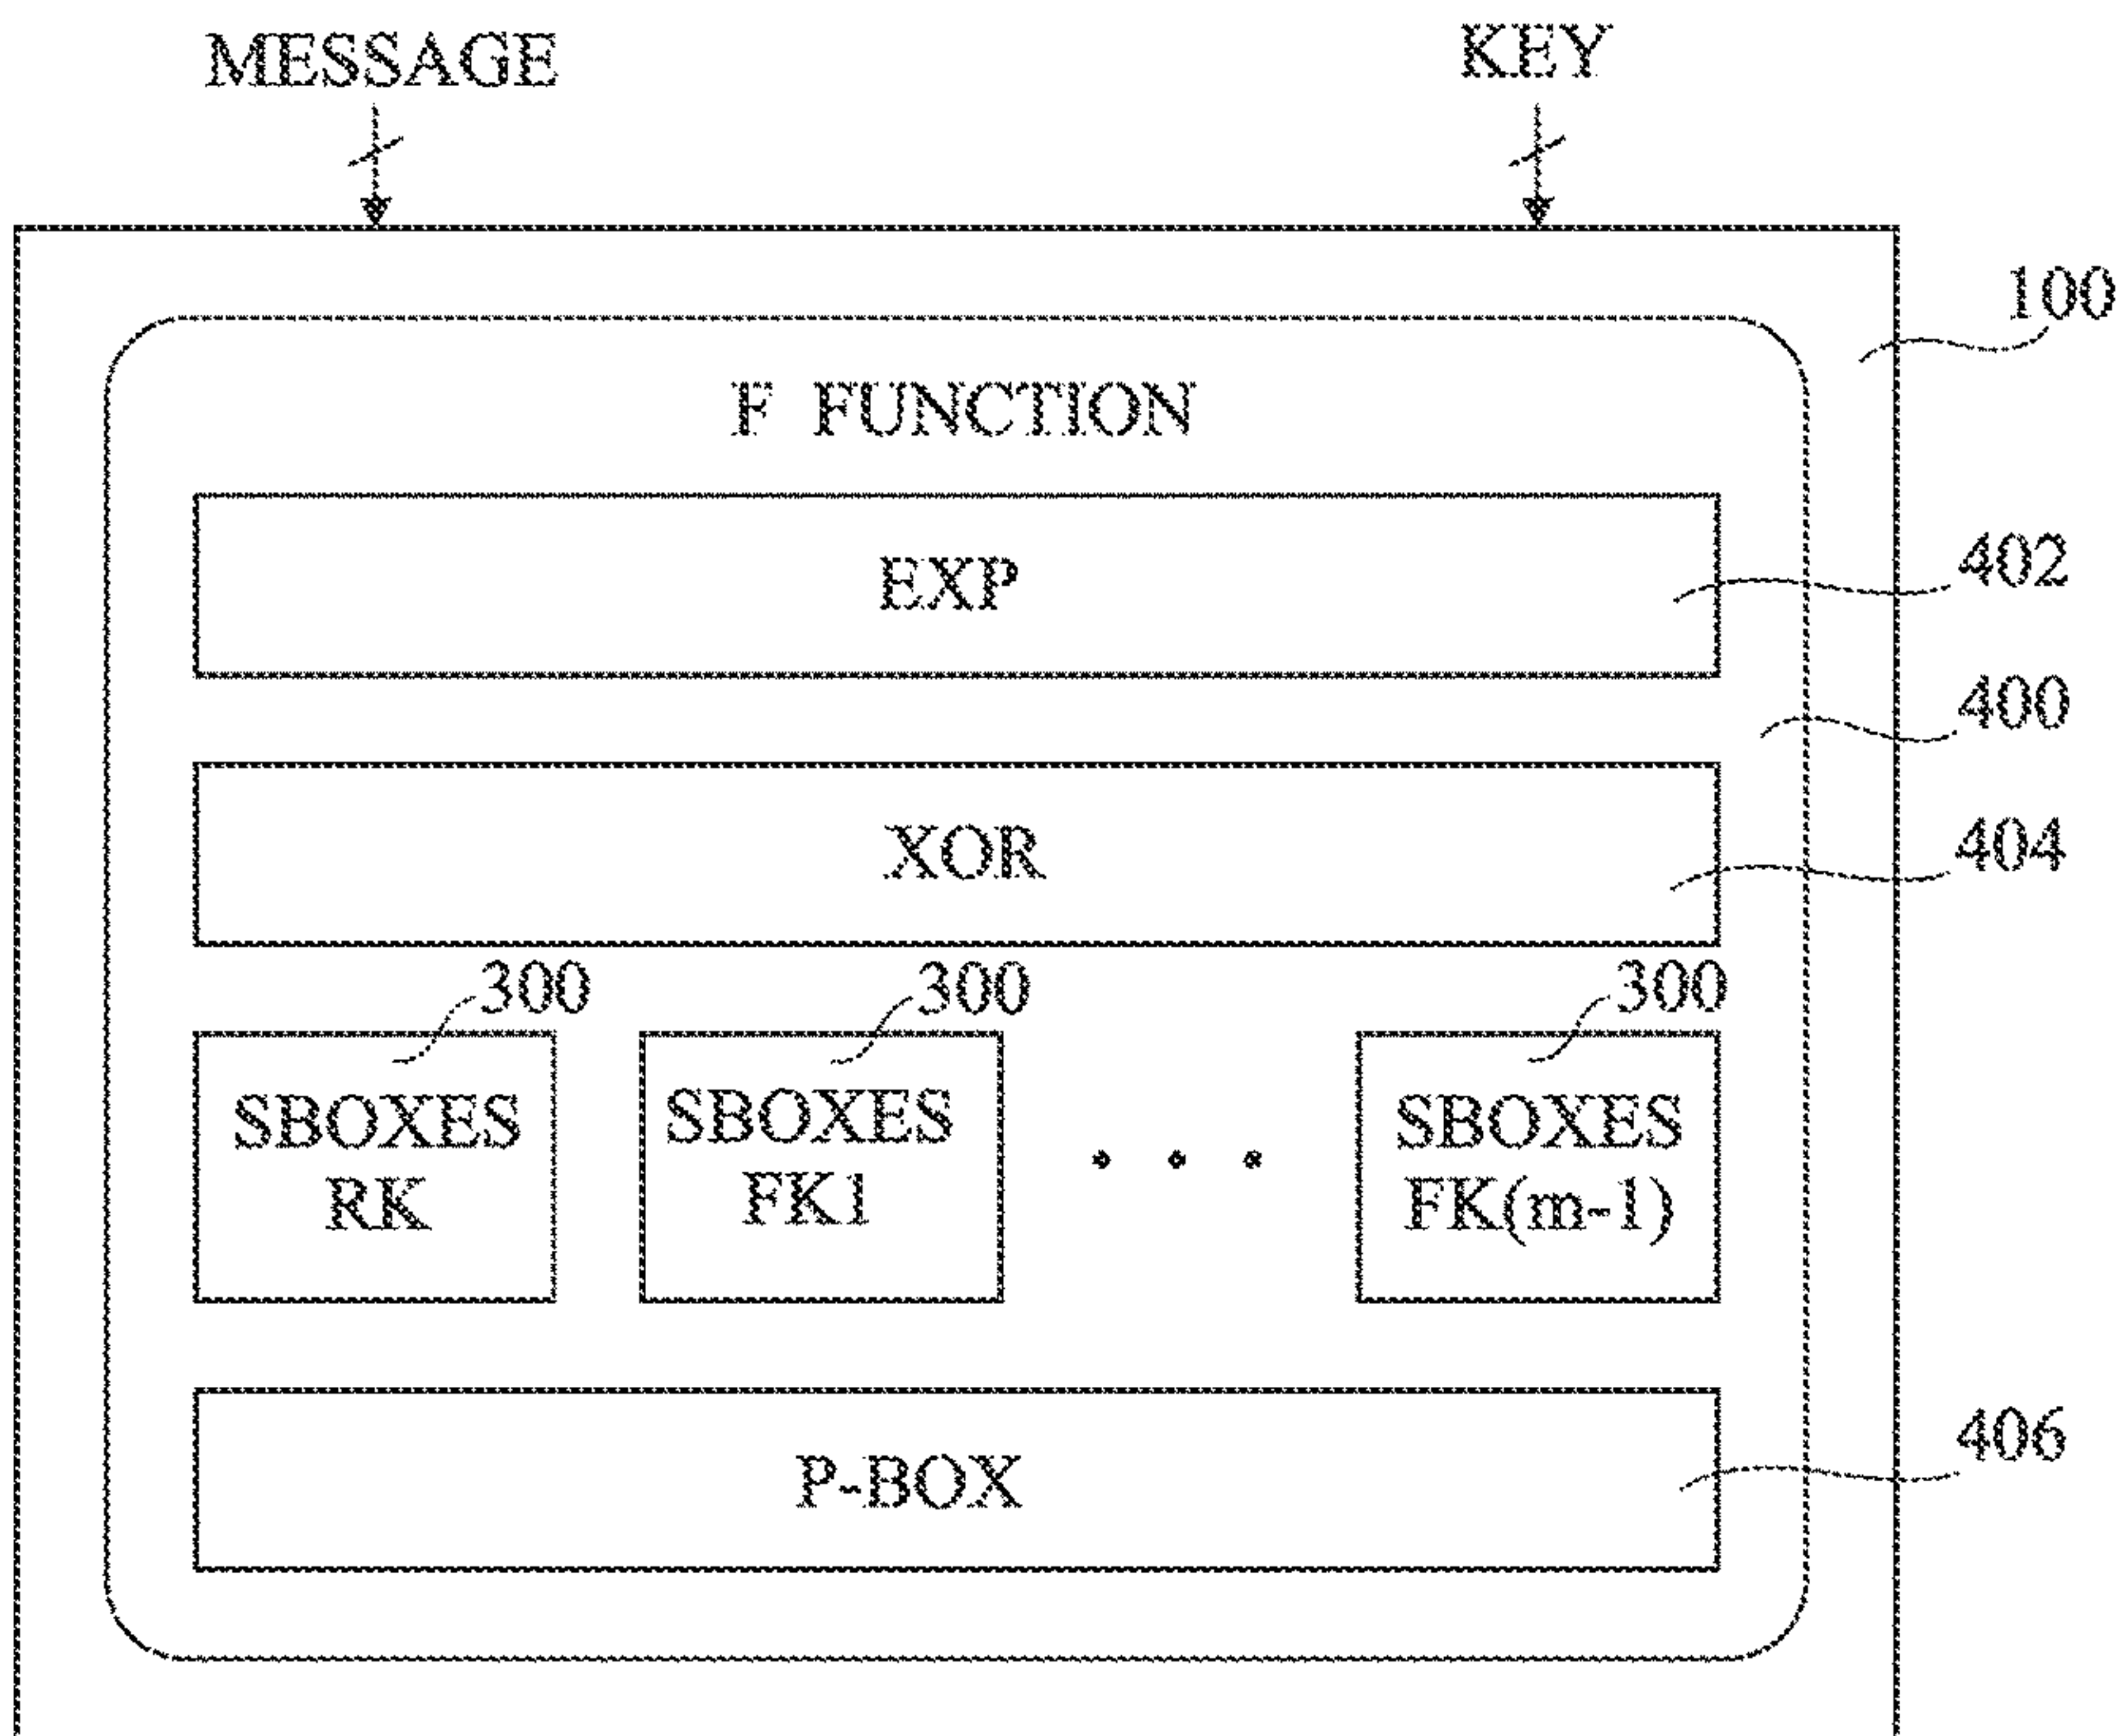 MESSAGE KEY
100
F FUNCTION
EXP
402
400
XOR
404
300 300 300
SBOXES RK
SBOXES FK1
• • •
SBOXES FK(m-1)
P-BOX
406